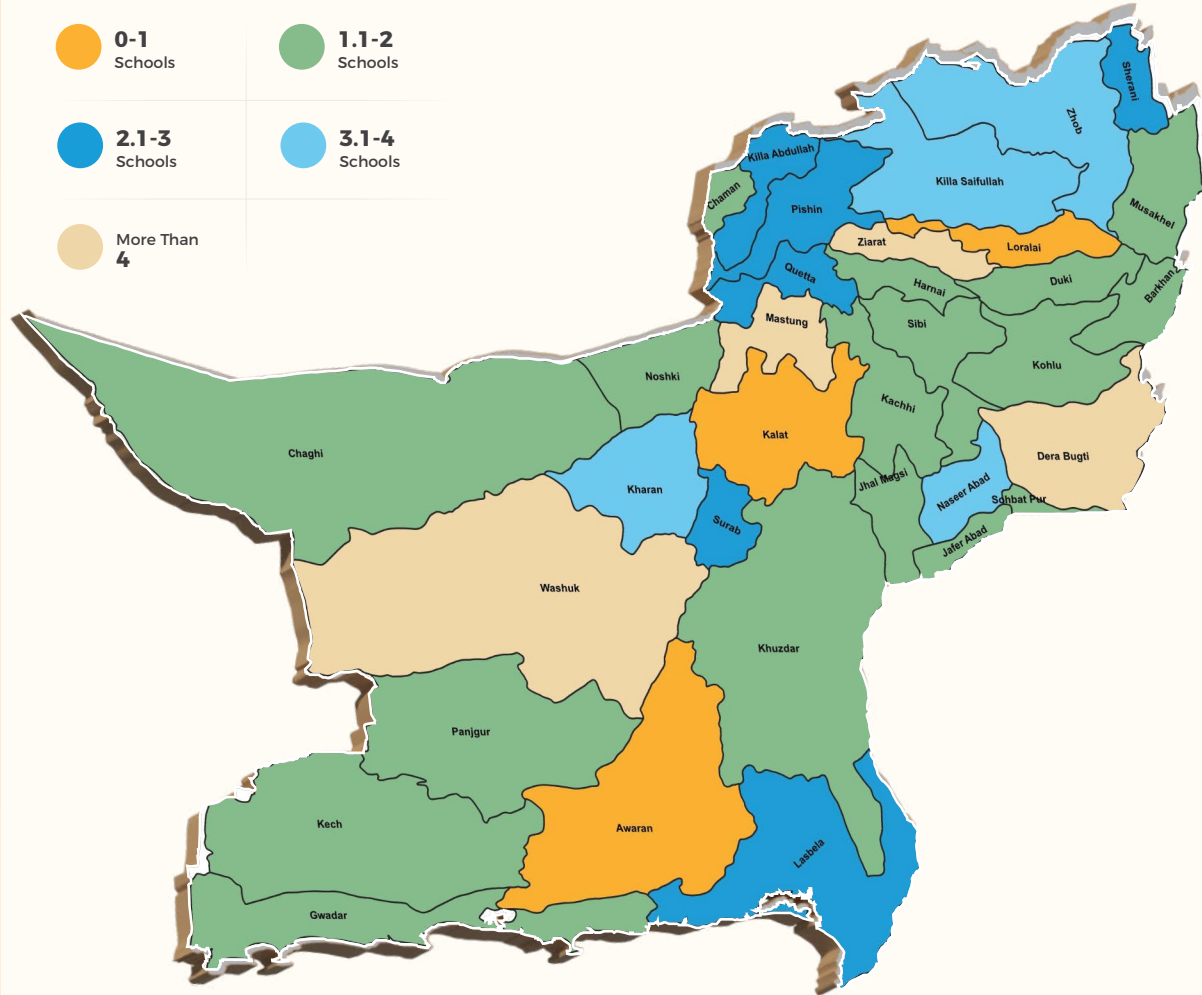 0-1
Schools
1.1-2
Schools
2.1-3
Schools
3.1-4
Schools
More Than
4
Sherani
Zhob
Killa Abdullah
Killa Saifullah
Chaman
Pishin
Musakhel
Ziarat
Loralai
Quetta
Harnai
Duki
Barkhan
Mastung
Sibi
Noshki
Kohlu
Kachhi
Kalat
Chaghi
Dera Bugti
Jhal Magsi
Kharan
Naseer Abad
Sohbat Pur
Surab
Jafer Abad
Washuk
Khuzdar
Panjgur
Kech
Awaran
Lasbela
Gwadar